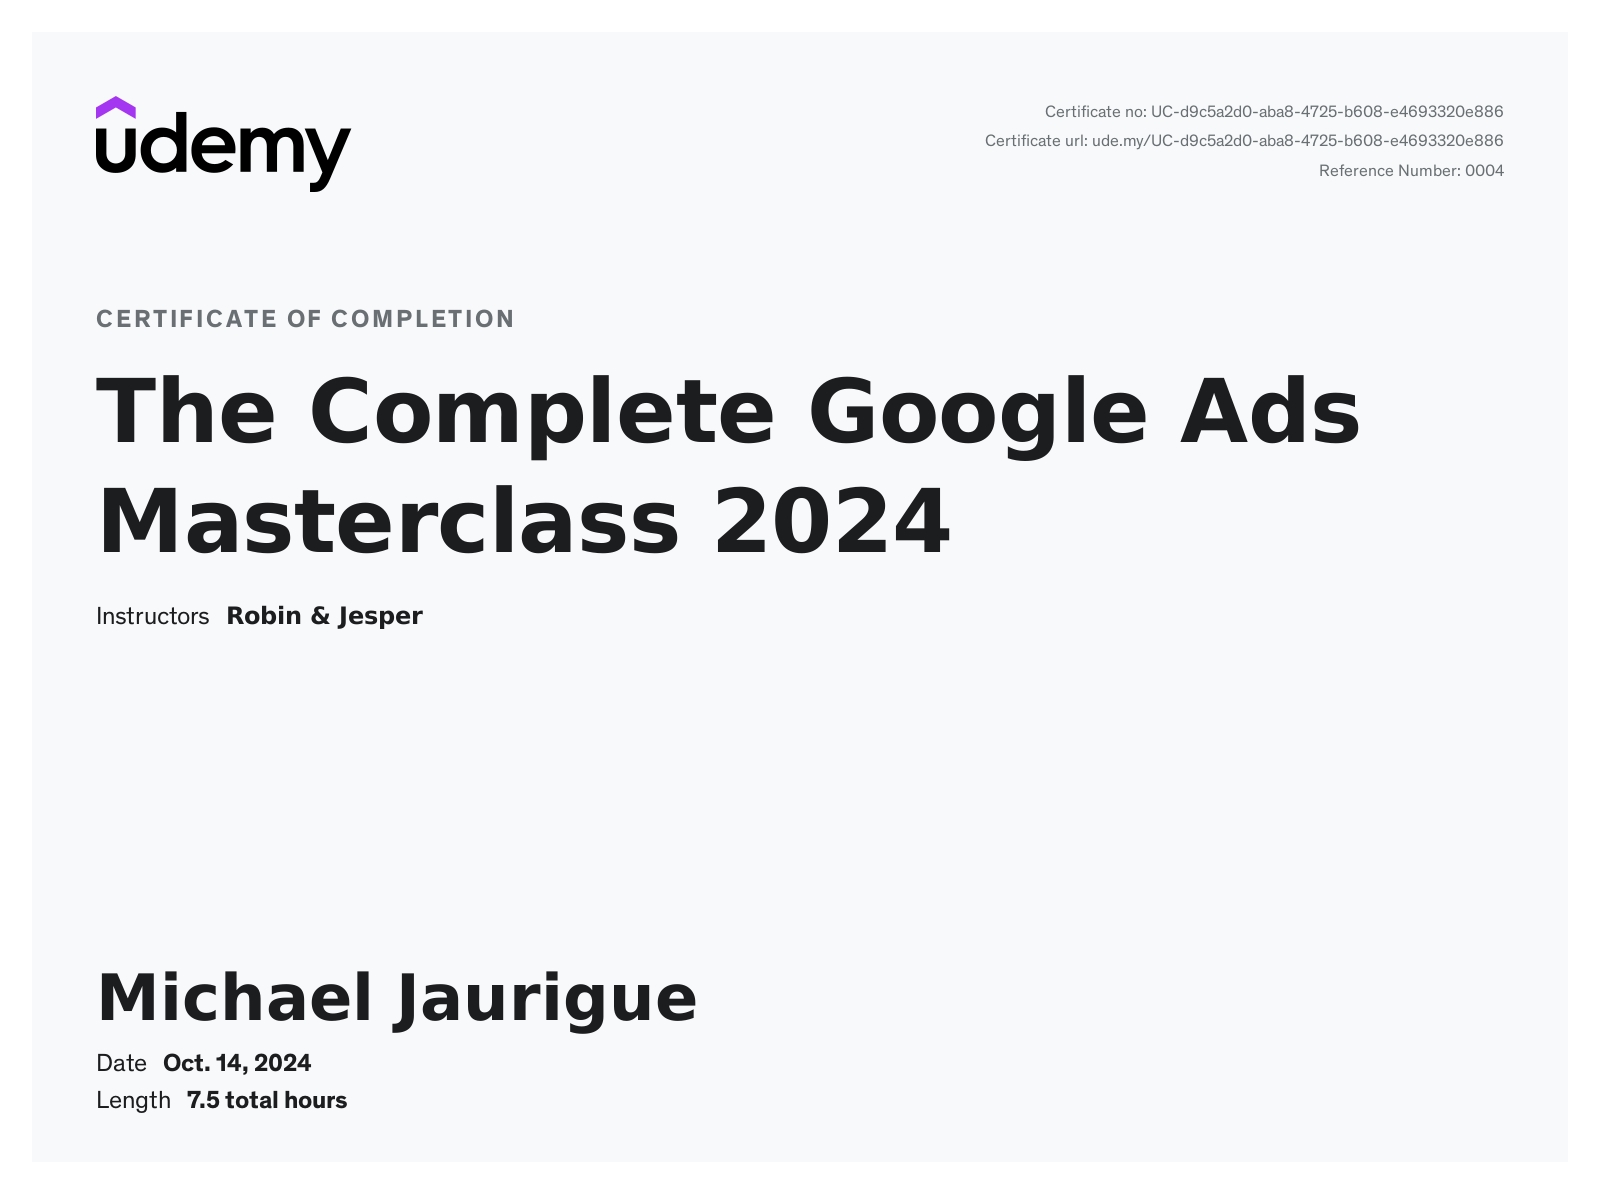 udemy
Certificate no: UC-d9c5a2d0-aba8-4725-b608-e4693320e886
Certificate url: ude.my/UC-d9c5a2d0-aba8-4725-b608-e4693320e886
Reference Number: 0004
CERTIFICATE OF COMPLETION
The Complete Google Ads
Masterclass 2024
Instructors Robin & Jesper
Michael Jaurigue
Date Oct. 14, 2024
Length 7.5 total hours